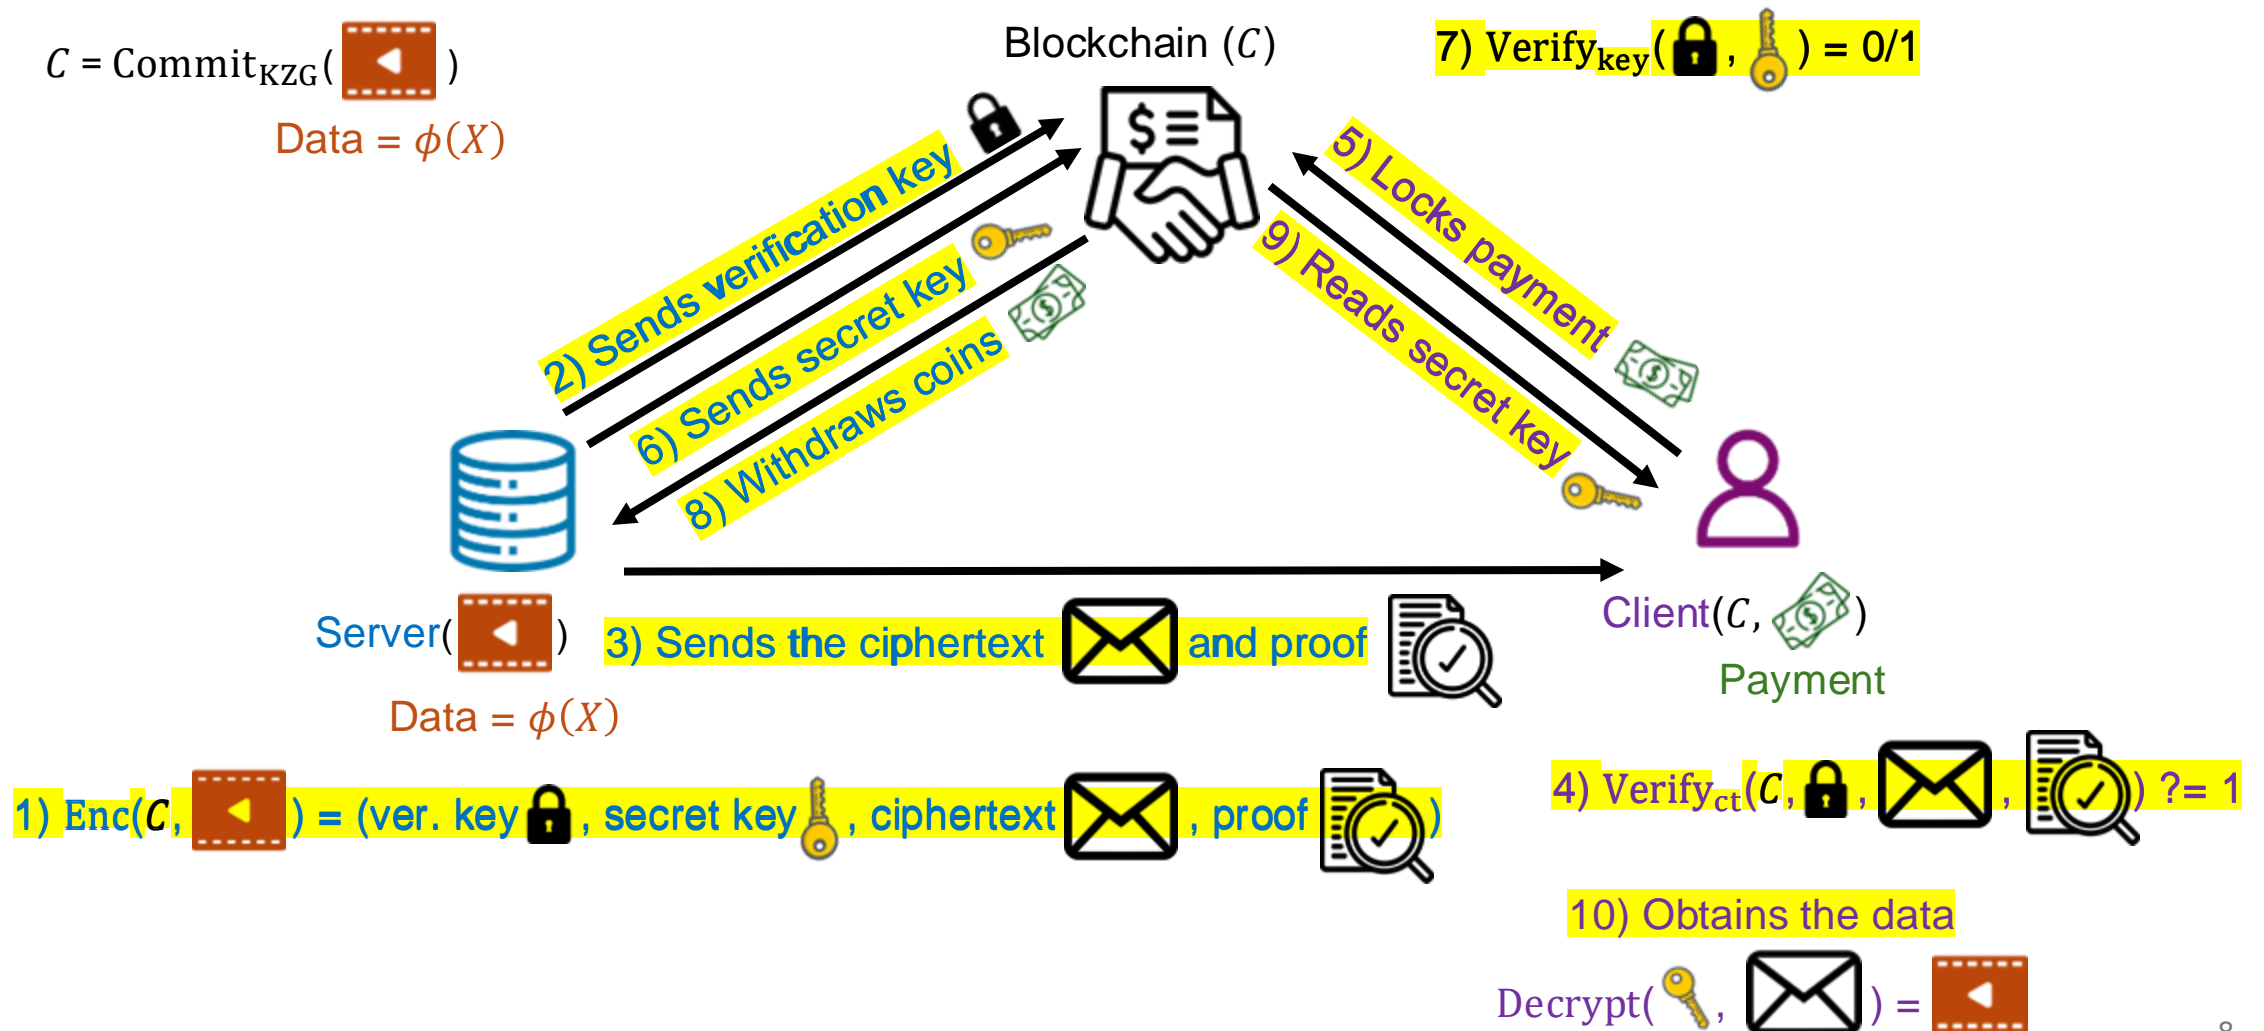 C = Commit_KZG( )
Data = ϕ(X)
Blockchain (C)
7) Verify_key( , ) = 0/1
2) Sends verification key
6) Sends secret key
8) Withdraws coins
5) Locks payment
9) Reads secret key
Server( )
Data = ϕ(X)
3) Sends the ciphertext and proof
Client(C, )
Payment
1) Enc(C, ) = (ver. key , secret key , ciphertext , proof )
4) Verify_ct(C, , , ) ?= 1
10) Obtains the data
Decrypt( , ) =
8